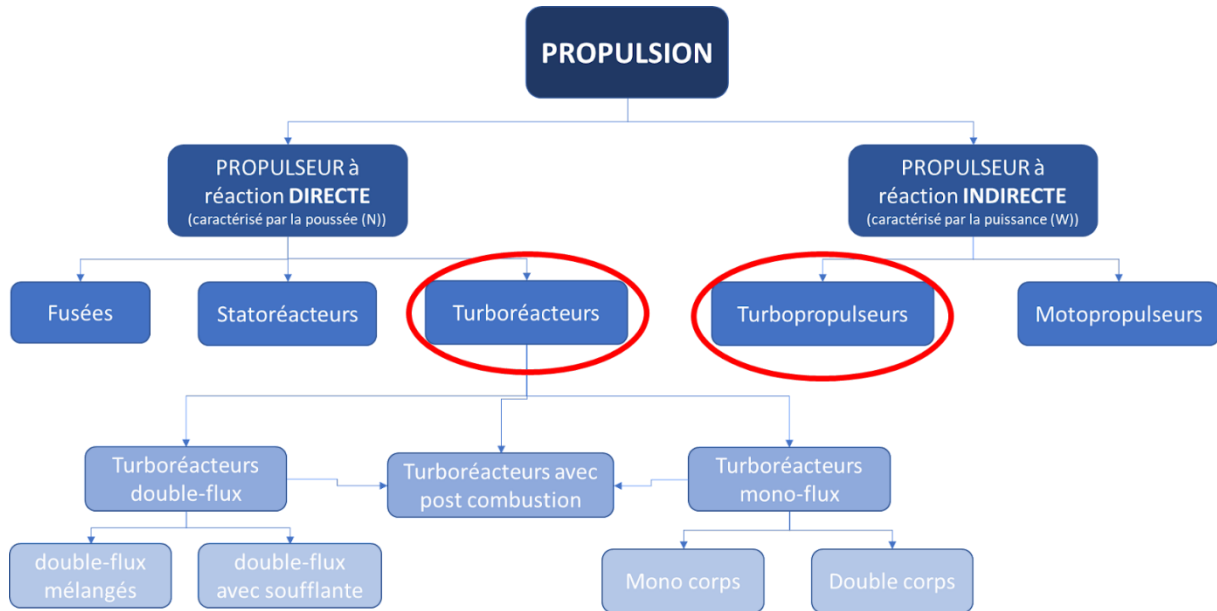 PROPULSION
PROPULSEUR à
réaction DIRECTE
(caractérisé par la poussée (N))
PROPULSEUR à
réaction INDIRECTE
(caractérisé par la puissance (W))
Fusées
Statoréacteurs
Turboréacteurs
Turbopropulseurs
Motopropulseurs
Turboréacteurs
double-flux
Turboréacteurs avec
post combustion
Turboréacteurs
mono-flux
double-flux
mélangés
double-flux
avec soufflante
Mono corps
Double corps